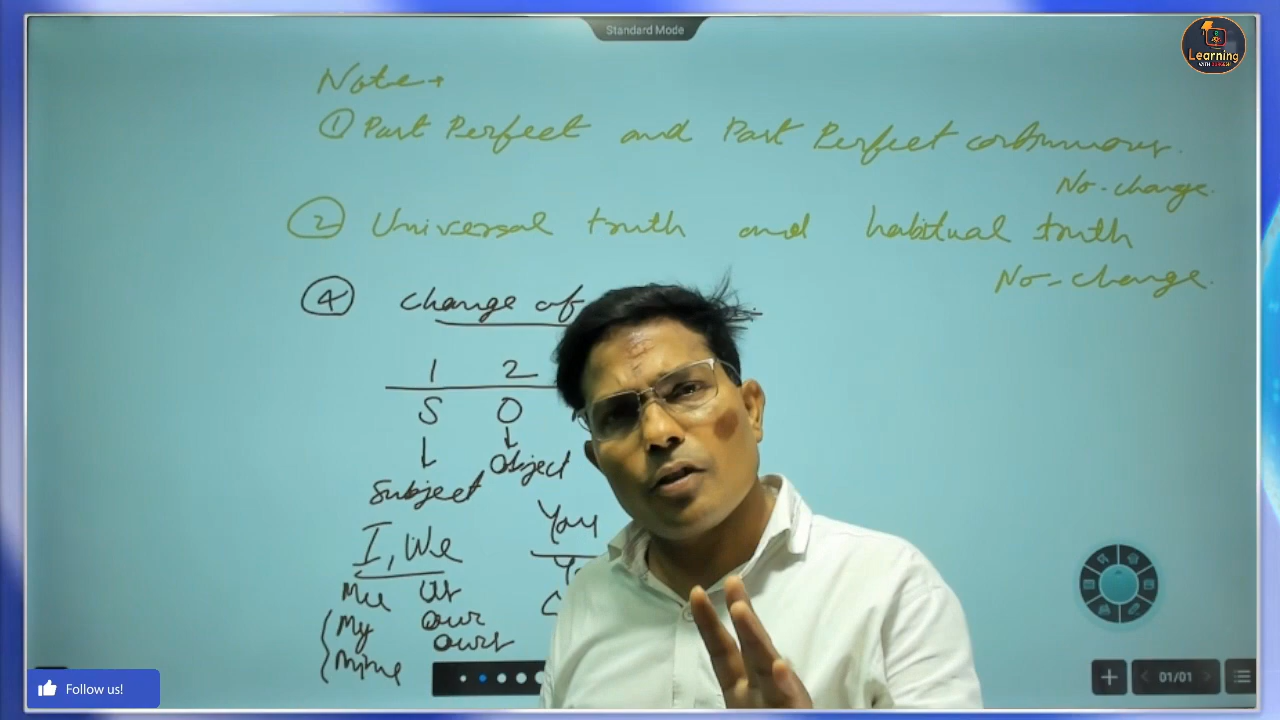 Standard Mode
Learning
Note →
① Past Perfect and Past Perfect continuous.
No-change.
② Universal truth and habitual truth
No-change.
④ change of
1 2
S O
↓ ↓
Subject Object
I, We You
Me us
My our
ours
Mine
Follow us!
01/01